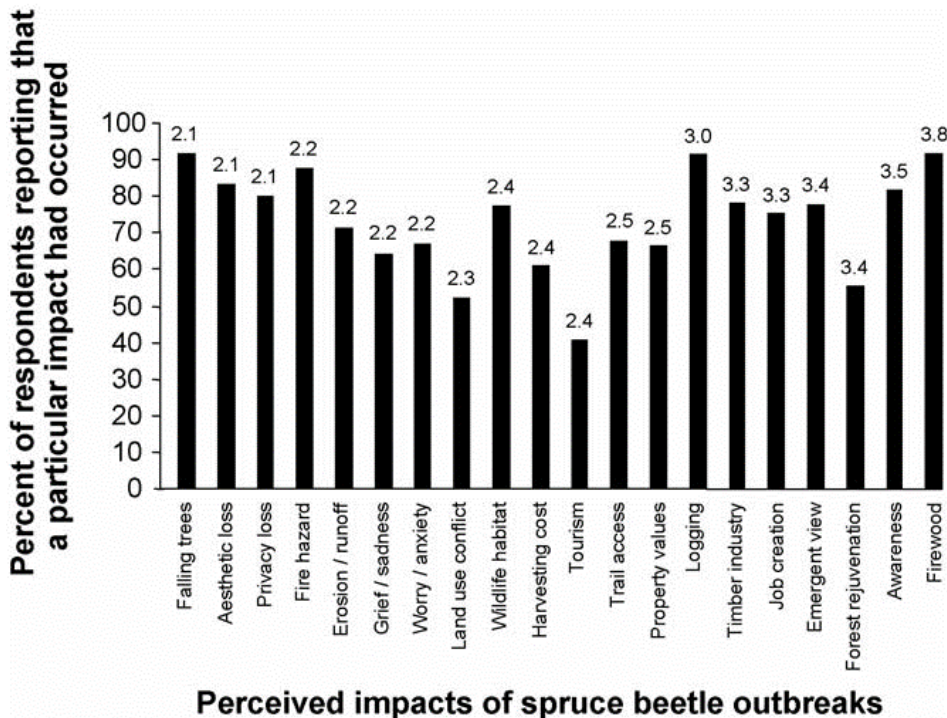 Percent of respondents reporting that
a particular impact had occurred
100
90
80
70
60
50
40
30
20
10
0
2.1
2.1
2.1
2.2
2.2
2.2
2.2
2.3
2.4
2.4
2.4
2.5
2.5
3.0
3.3
3.3
3.4
3.4
3.5
3.8
Falling trees
Aesthetic loss
Privacy loss
Fire hazard
Erosion / runoff
Grief / sadness
Worry / anxiety
Land use conflict
Wildlife habitat
Harvesting cost
Tourism
Trail access
Property values
Logging
Timber industry
Job creation
Emergent view
Forest rejuvenation
Awareness
Firewood
Perceived impacts of spruce beetle outbreaks